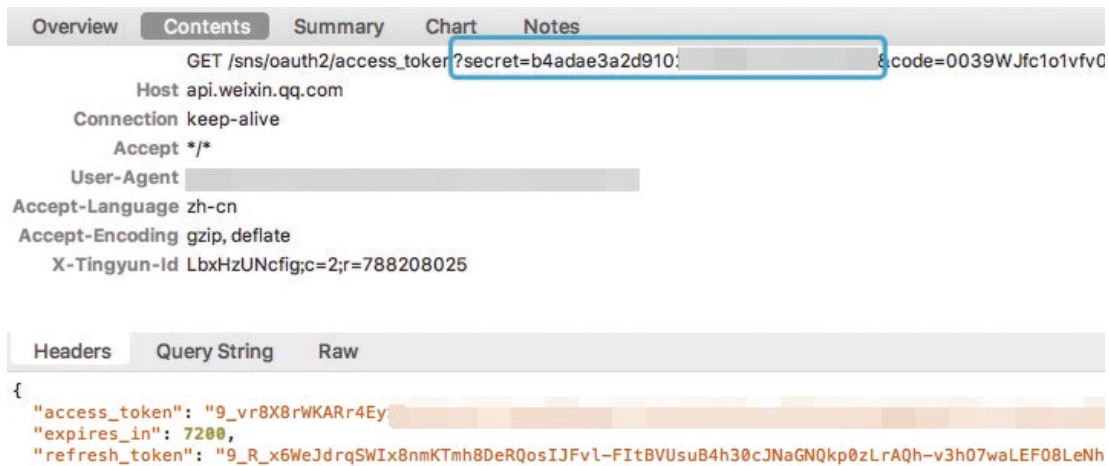 Overview Contents Summary Chart Notes
GET /sns/oauth2/access_token?secret=b4adae3a2d910 &code=0039WJfc1o1vfv0
Host api.weixin.qq.com
Connection keep-alive
Accept */*
User-Agent
Accept-Language zh-cn
Accept-Encoding gzip, deflate
X-Tingyun-Id LbxHzUNcfig;c=2;r=788208025
Headers Query String Raw
{
"access_token": "9_vr8X8rWKARr4Ey
"expires_in": 7200,
"refresh_token": "9_R_x6WeJdrqSWIx8nmKTmh8DeRQosIJFvl-FItBVUsuB4h30cJNaGNQkp0zLrAQh-v3hO7waLEFO8LeNh